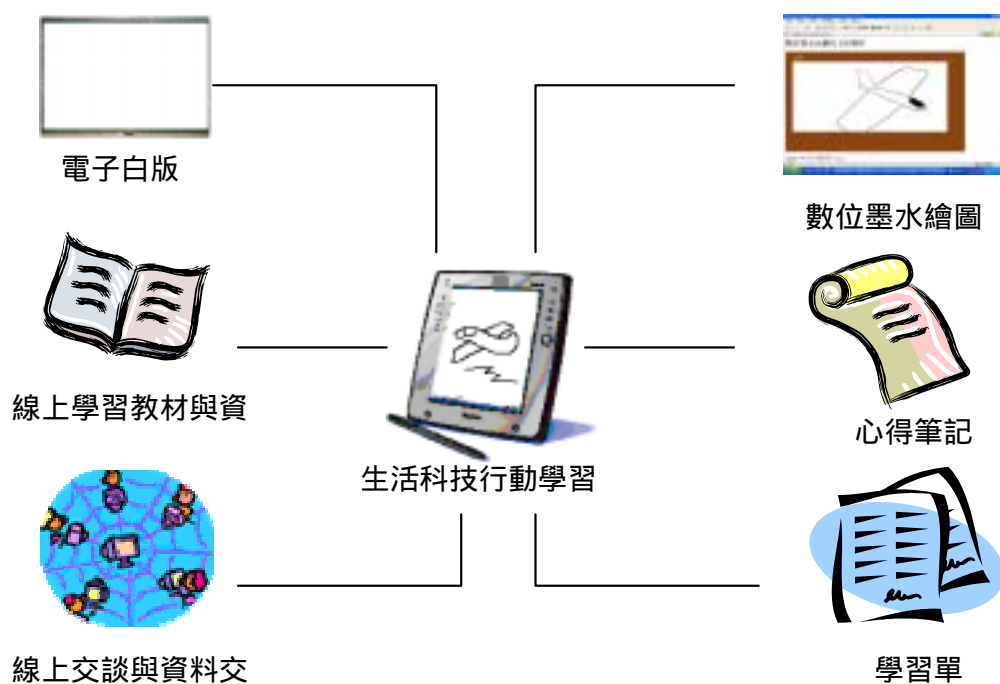 電子白版
數位墨水繪圖
線上學習教材與資
心得筆記
生活科技行動學習
線上交談與資料交
學習單